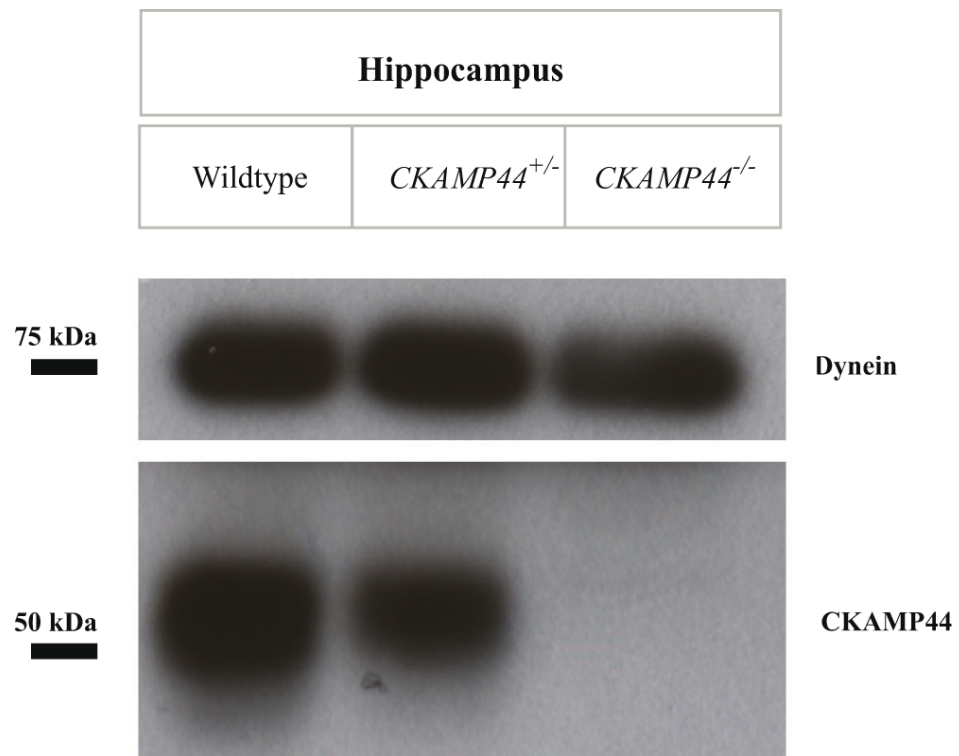 Hippocampus
Wildtype CKAMP44+/- CKAMP44-/-
75 kDa
Dynein
50 kDa
CKAMP44